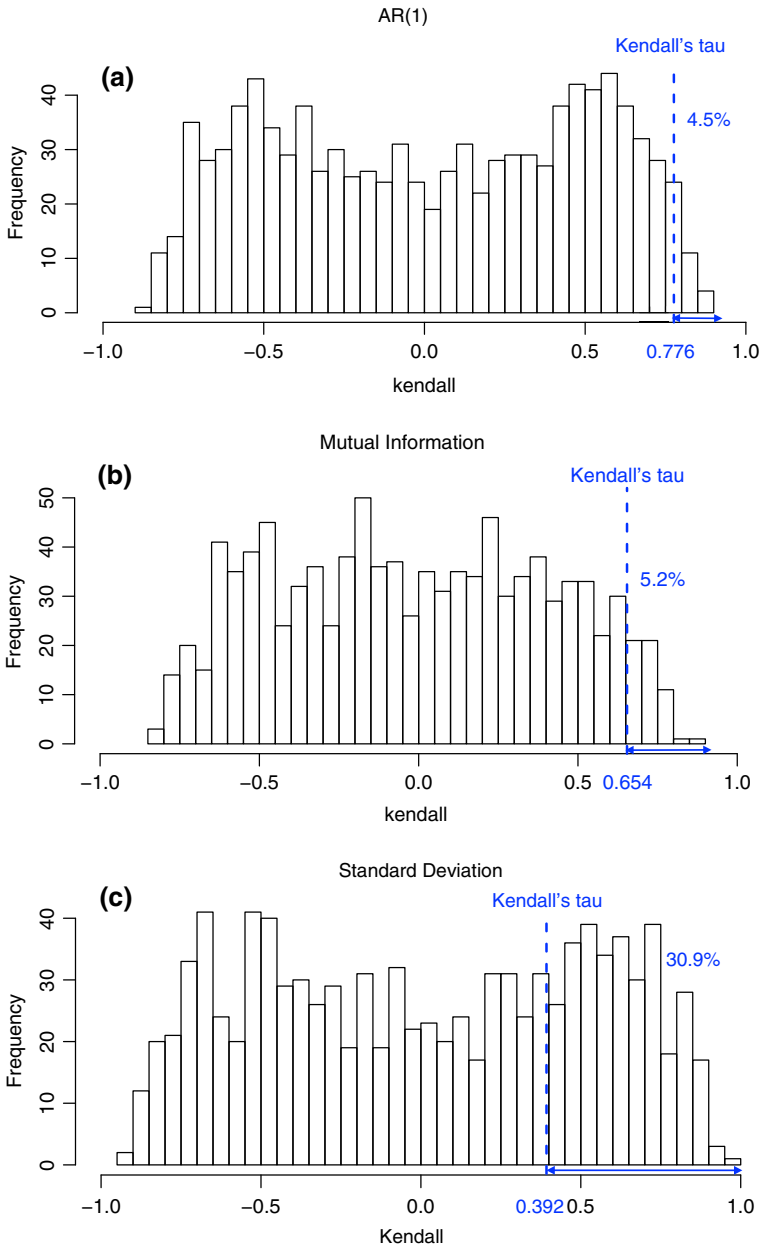 AR(1)
(a)
Kendall's tau
4.5%
Frequency
0 10 20 30 40
−1.0 −0.5 0.0 0.5 0.776 1.0
kendall
Mutual Information
(b)
Kendall's tau
5.2%
Frequency
0 10 20 30 40 50
−1.0 −0.5 0.0 0.5 0.654 1.0
kendall
Standard Deviation
(c)
Kendall's tau
30.9%
Frequency
0 10 20 30 40
−1.0 −0.5 0.0 0.392 0.5 1.0
Kendall